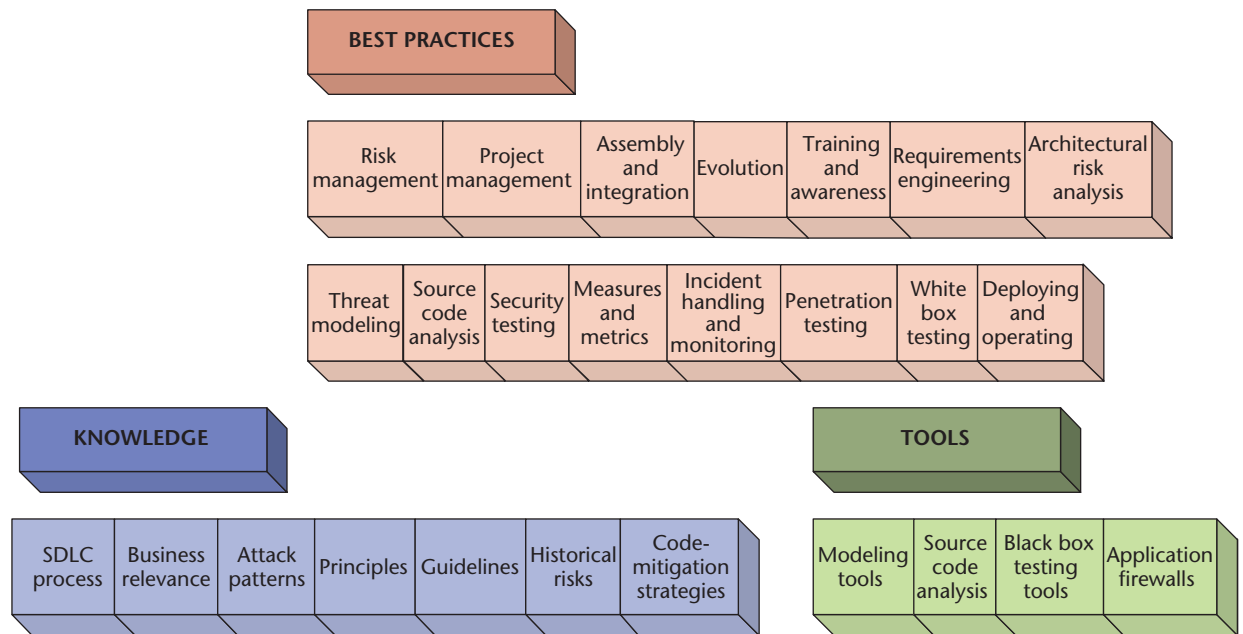 BEST PRACTICES
Risk
management
Project
management
Assembly
and
integration
Evolution
Training
and
awareness
Requirements
engineering
Architectural
risk
analysis
Threat
modeling
Source
code
analysis
Security
testing
Measures
and
metrics
Incident
handling
and
monitoring
Penetration
testing
White
box
testing
Deploying
and
operating
KNOWLEDGE
SDLC
process
Business
relevance
Attack
patterns
Principles
Guidelines
Historical
risks
Code-
mitigation
strategies
TOOLS
Modeling
tools
Source
code
analysis
Black box
testing
tools
Application
firewalls